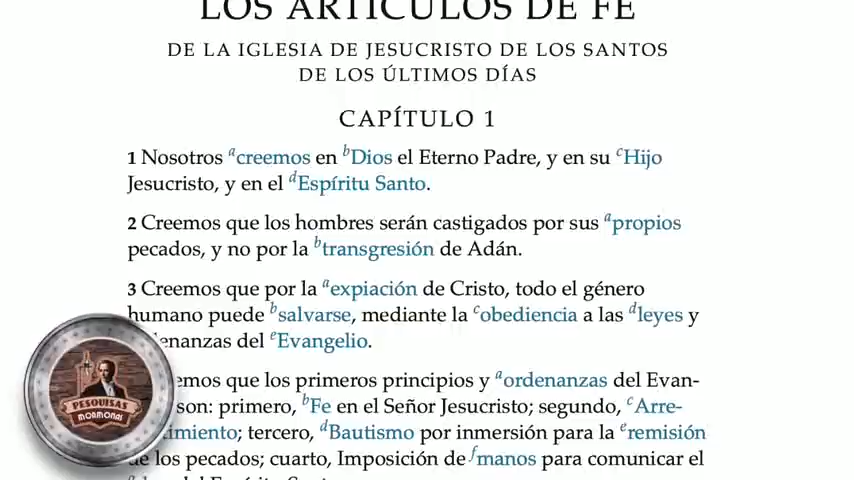 LOS ARTÍCULOS DE FE
DE LA IGLESIA DE JESUCRISTO DE LOS SANTOS
DE LOS ÚLTIMOS DÍAS
CAPÍTULO 1
1 Nosotros ᵃcreemos en ᵇDios el Eterno Padre, y en su ᶜHijo
Jesucristo, y en el ᵈEspíritu Santo.
2 Creemos que los hombres serán castigados por sus ᵃpropios
pecados, y no por la ᵇtransgresión de Adán.
3 Creemos que por la ᵃexpiación de Cristo, todo el género
humano puede ᵇsalvarse, mediante la ᶜobediencia a las ᵈleyes y
denanzas del ᵉEvangelio.
emos que los primeros principios y ᵃordenanzas del Evan-
son: primero, ᵇFe en el Señor Jesucristo; segundo, ᶜArre-
timiento; tercero, ᵈBautismo por inmersión para la ᵉremisión
de los pecados; cuarto, Imposición de ᶠmanos para comunicar el
PESQUISAS
MORMONAS